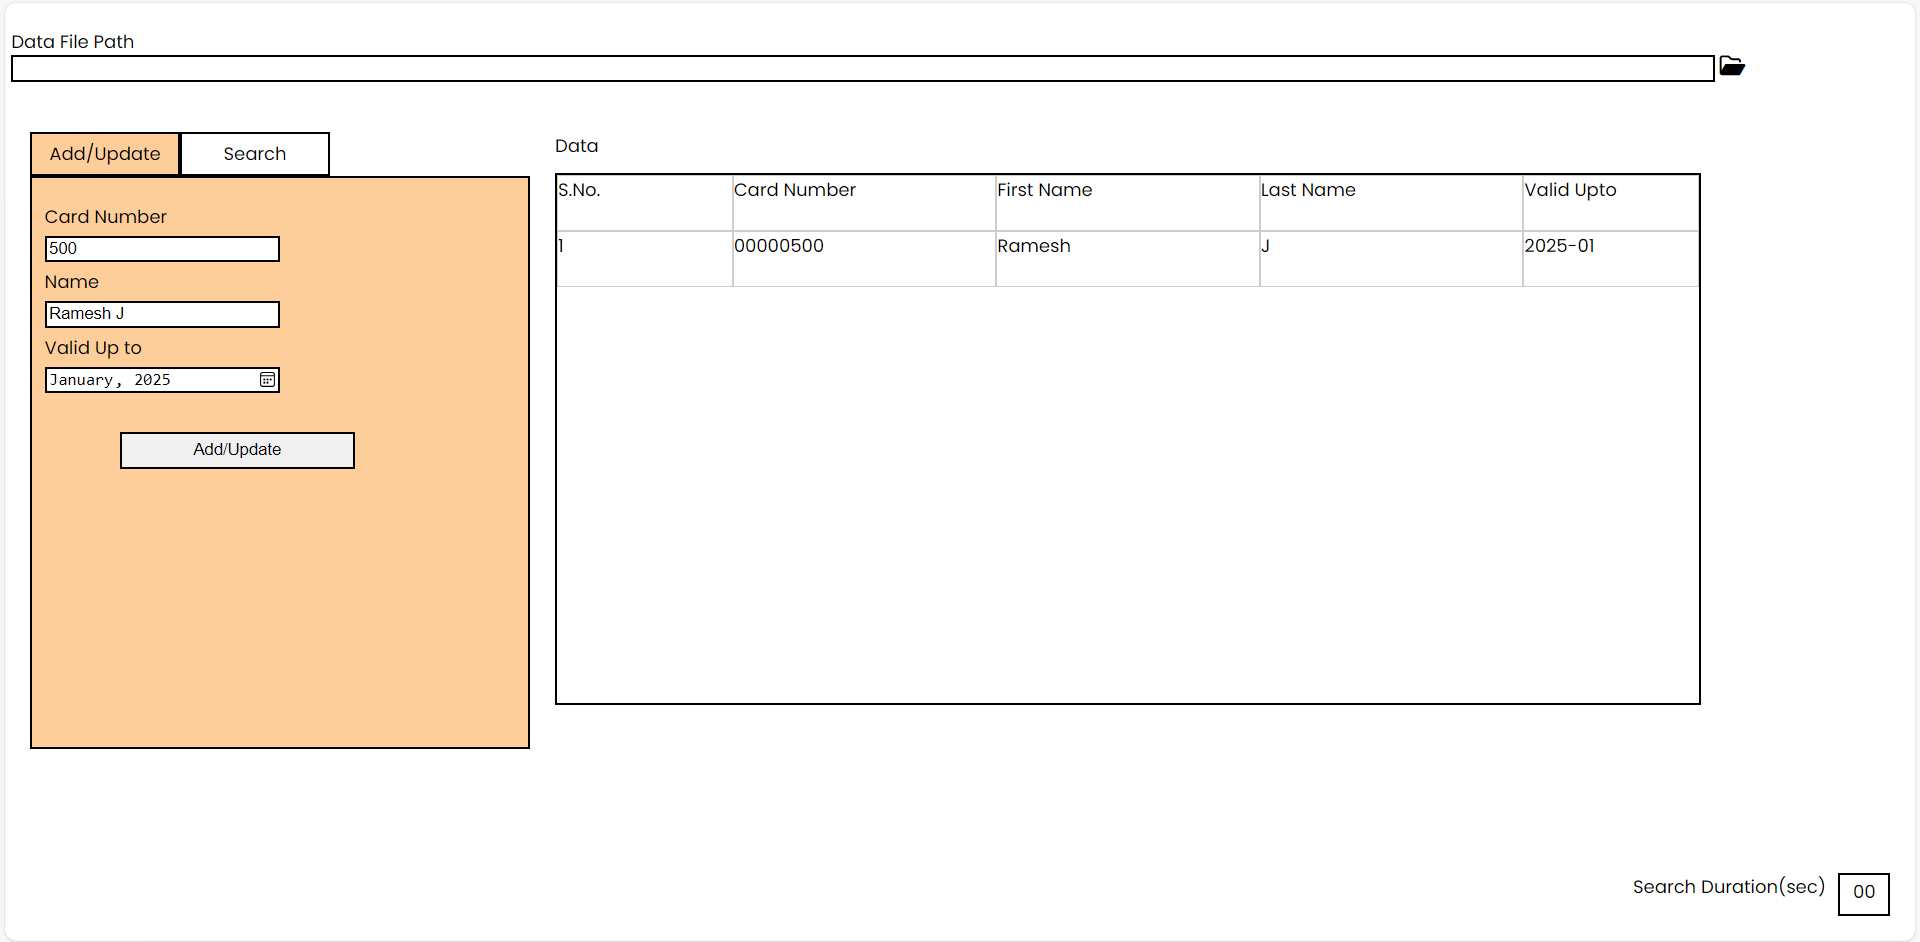 Data File Path
Add/Update Search
Card Number
500
Name
Ramesh J
Valid Up to
January, 2025
Add/Update
Data
S.No. Card Number First Name Last Name Valid Upto
1 00000500 Ramesh J 2025-01
Search Duration(sec) 00